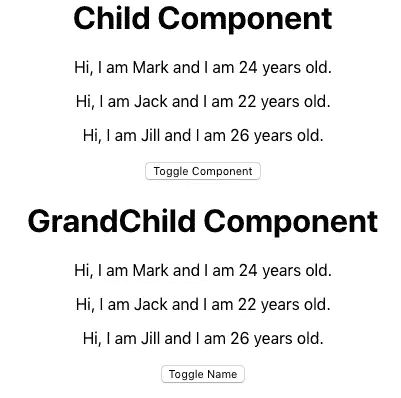 Child Component
Hi, I am Mark and I am 24 years old.
Hi, I am Jack and I am 22 years old.
Hi, I am Jill and I am 26 years old.
Toggle Component
GrandChild Component
Hi, I am Mark and I am 24 years old.
Hi, I am Jack and I am 22 years old.
Hi, I am Jill and I am 26 years old.
Toggle Name